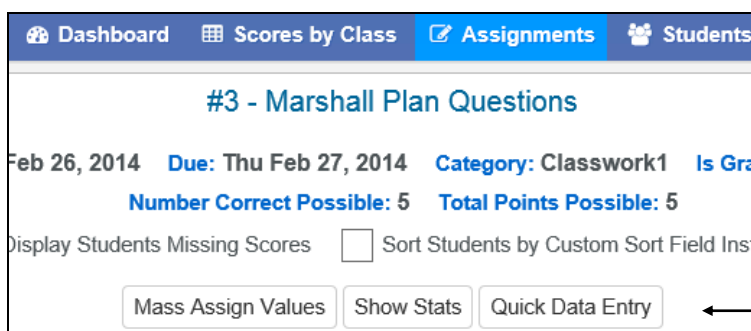 Dashboard Scores by Class Assignments Students
#3 - Marshall Plan Questions
Feb 26, 2014 Due: Thu Feb 27, 2014 Category: Classwork1 Is Gra
Number Correct Possible: 5 Total Points Possible: 5
Display Students Missing Scores Sort Students by Custom Sort Field Inst
Mass Assign Values Show Stats Quick Data Entry